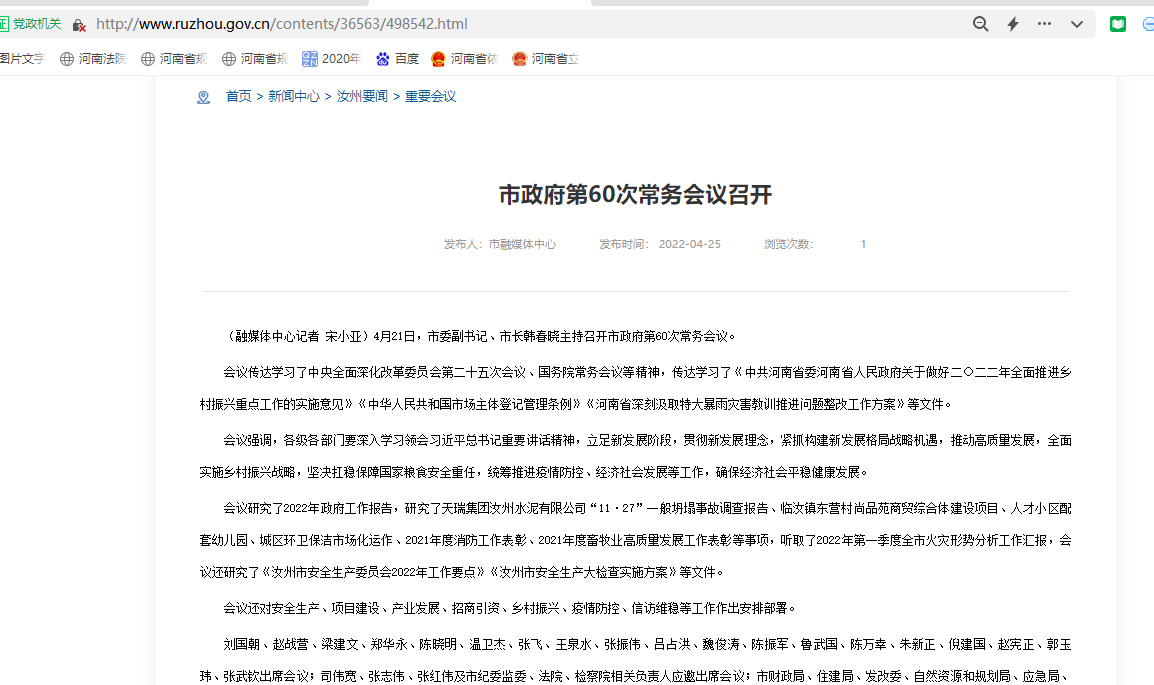 证 党政机关 http://www.ruzhou.gov.cn/contents/36563/498542.html
图片文字 河南法院 河南省规 河南省规 2020年 百度 河南省依 河南省立
首页 > 新闻中心 > 汝州要闻 > 重要会议
市政府第60次常务会议召开
发布人：市融媒体中心 发布时间： 2022-04-25 浏览次数： 1
（融媒体中心记者 宋小亚）4月21日，市委副书记、市长韩春晓主持召开市政府第60次常务会议。
会议传达学习了中央全面深化改革委员会第二十五次会议、国务院常务会议等精神，传达学习了《中共河南省委河南省人民政府关于做好二〇二二年全面推进乡
村振兴重点工作的实施意见》《中华人民共和国市场主体登记管理条例》《河南省深刻汲取特大暴雨灾害教训推进问题整改工作方案》等文件。
会议强调，各级各部门要深入学习领会习近平总书记重要讲话精神，立足新发展阶段，贯彻新发展理念，紧抓构建新发展格局战略机遇，推动高质量发展，全面
实施乡村振兴战略，坚决扛稳保障国家粮食安全重任，统筹推进疫情防控、经济社会发展等工作，确保经济社会平稳健康发展。
会议研究了2022年政府工作报告，研究了天瑞集团汝州水泥有限公司“11·27”一般坍塌事故调查报告、临汝镇东营村尚品苑商贸综合体建设项目、人才小区配
套幼儿园、城区环卫保洁市场化运作、2021年度消防工作表彰、2021年度畜牧业高质量发展工作表彰等事项，听取了2022年第一季度全市火灾形势分析工作汇报，会
议还研究了《汝州市安全生产委员会2022年工作要点》《汝州市安全生产大检查实施方案》等文件。
会议还对安全生产、项目建设、产业发展、招商引资、乡村振兴、疫情防控、信访维稳等工作作出安排部署。
刘国朝、赵战营、梁建文、郑华永、陈晓明、温卫杰、张飞、王泉水、张振伟、吕占洪、魏俊涛、陈振军、鲁武国、陈万幸、朱新正、倪建国、赵宪正、郭玉
玮、张武钦出席会议；司伟宽、张志伟、张红伟及市纪委监委、法院、检察院相关负责人应邀出席会议；市财政局、住建局、发改委、自然资源和规划局、应急局、